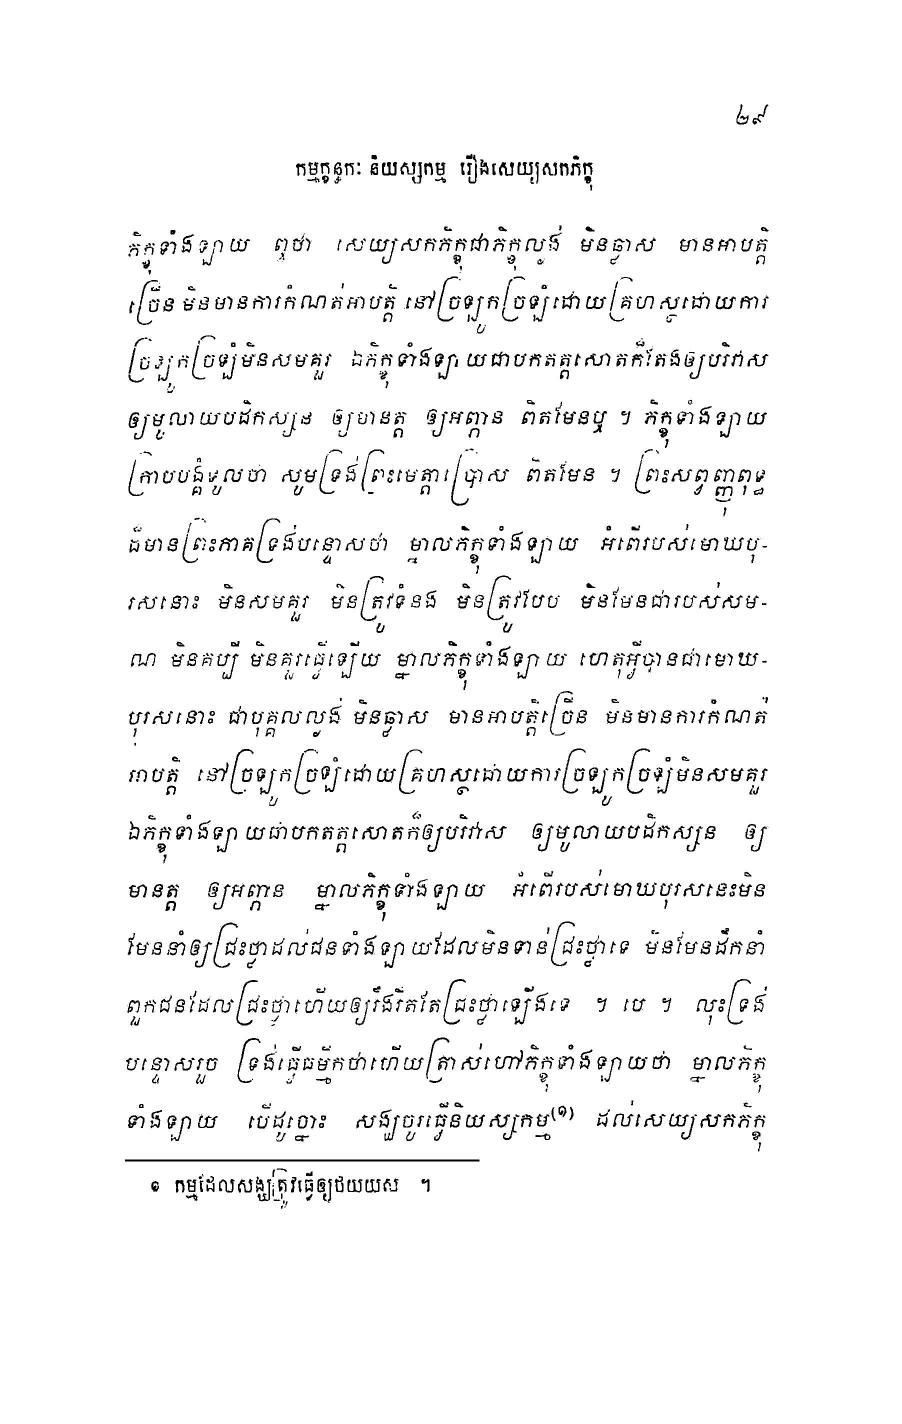 ២៩
កម្មក្ខន្ធកៈ និយស្សកម្ម រឿងសេយ្យសកភិក្ខុ
ភិក្ខុទាំងឡាយ ឮថា សេយ្យសកភិក្ខុជាភិក្ខុល្ងង់ មិនឆ្លាស មានអាបត្តិ
ច្រើន មិនមានការកំណត់អាបត្តិ នៅច្រឡូកច្រឡំដោយគ្រហស្ថដោយការ
ច្រឡូកច្រឡំមិនសមគួរ ឯភិក្ខុទាំងឡាយជាបកតត្តសោតក៏តែងឲ្យបរិវាស
ឲ្យមូលាយបដិកស្សន ឲ្យមានត្ត ឲ្យអញ្ភន ពិតមែនឬ ។ ភិក្ខុទាំងឡាយ
ក្រាបបង្គំទូលថា សូមទ្រង់ព្រះមេត្តាប្រោស ពិតមែន ។ ព្រះសព្វញ្ញុពុទ្ធ
ដ៏មានព្រះភាគទ្រង់បន្ទោសថា ម្នាលភិក្ខុទាំងឡាយ អំពើរបស់មោឃបុ-
រសនោះ មិនសមគួរ មិនត្រូវទំនង មិនត្រូវបែប មិនមែនជារបស់សម-
ណ មិនគប្បី មិនគួរធ្វើឡើយ ម្នាលភិក្ខុទាំងឡាយ ហេតុអ្វីបានជាមោឃ-
បុរសនោះ ជាបុគ្គលល្ងង់ មិនឆ្លាស មានអាបត្តិច្រើន មិនមានការកំណត់
អាបត្តិ នៅច្រឡូកច្រឡំដោយគ្រហស្ថដោយការច្រឡូកច្រឡំមិនសមគួរ
ឯភិក្ខុទាំងឡាយជាបកតត្តសោតក៏ឲ្យបរិវាស ឲ្យមូលាយបដិកស្សន ឲ្យ
មានត្ត ឲ្យអព្ភាន ម្នាលភិក្ខុទាំងឡាយ អំពើរបស់មោឃបុរសនេះមិន
មែននាំឲ្យជ្រះថ្លាដល់ជនទាំងឡាយដែលមិនទាន់ជ្រះថ្លាទេ មិនមែនដឹកនាំ
ពួកជនដែលជ្រះថ្លាហើយឲ្យរឹងរឹតតែជ្រះថ្លាឡើងទេ ។ បេ ។ លុះទ្រង់
បន្ទោសរួច ទ្រង់ធ្វើធម្មីកថាហើយត្រាស់ហៅភិក្ខុទាំងឡាយថា ម្នាលភិក្ខុ
ទាំងឡាយ បើដូច្នោះ សង្ឃចូរធ្វើនិយស្សកម្ម(១) ដល់សេយ្យសកភិក្ខុ
១ កម្មដែលសង្ឃត្រូវធ្វើឲ្យថយយស ។